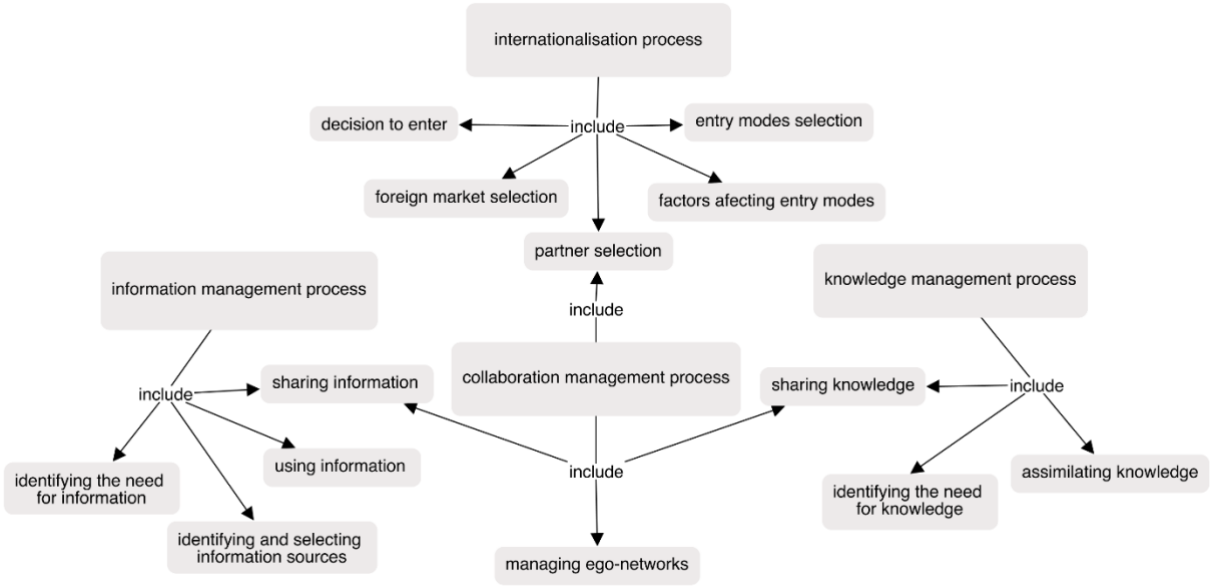 internationalisation process
decision to enter
include
entry modes selection
foreign market selection
factors afecting entry modes
partner selection
information management process
knowledge management process
include
sharing information
collaboration management process
sharing knowledge
include
include
using information
include
identifying the need
for information
assimilating knowledge
identifying the need
for knowledge
identifying and selecting
information sources
managing ego-networks